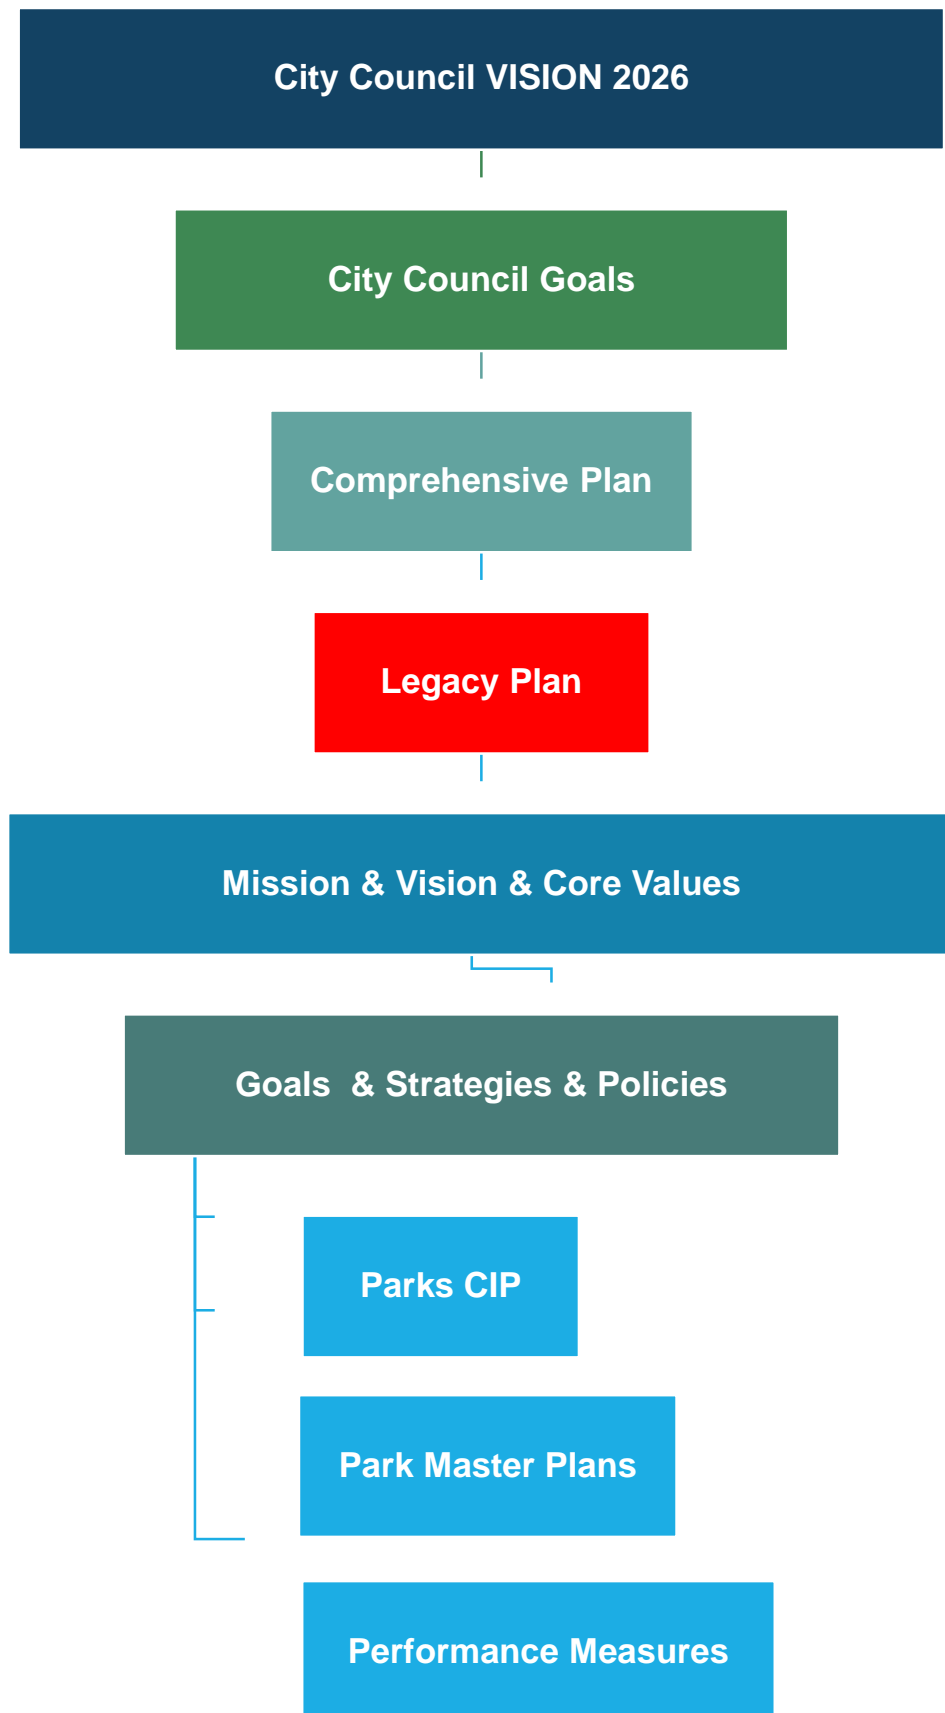 City Council VISION 2026
City Council Goals
Comprehensive Plan
Legacy Plan
Mission & Vision & Core Values
Goals  & Strategies & Policies
Parks CIP
Park Master Plans
Performance Measures